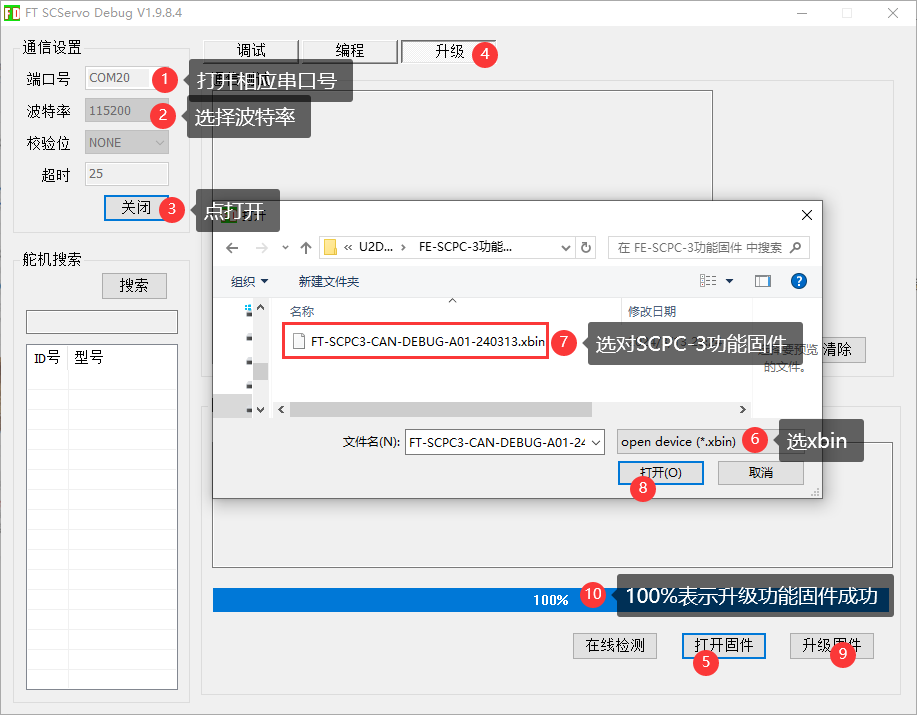 FD FT SCServo Debug V1.9.8.4
通信设置
端口号 COM20 1 打开相应串口号
波特率 115200 2 选择波特率
校验位 NONE
超时 25
关闭 3 点打开
舵机搜索
搜索
ID号 型号
调试 编程 升级 4
« U2D... › FE-SCPC-3功能...
在 FE-SCPC-3功能固件 中搜索
组织 新建文件夹 ?
名称 修改日期
FT-SCPC3-CAN-DEBUG-A01-240313.xbin 7 选对SCPC-3功能固件
预览
的文件。
清除
文件名(N): FT-SCPC3-CAN-DEBUG-A01-24 open device (*.xbin) 6 选xbin
打开(O) 取消
8
100% 10 100%表示升级功能固件成功
在线检测 打开固件 升级固件
5 9